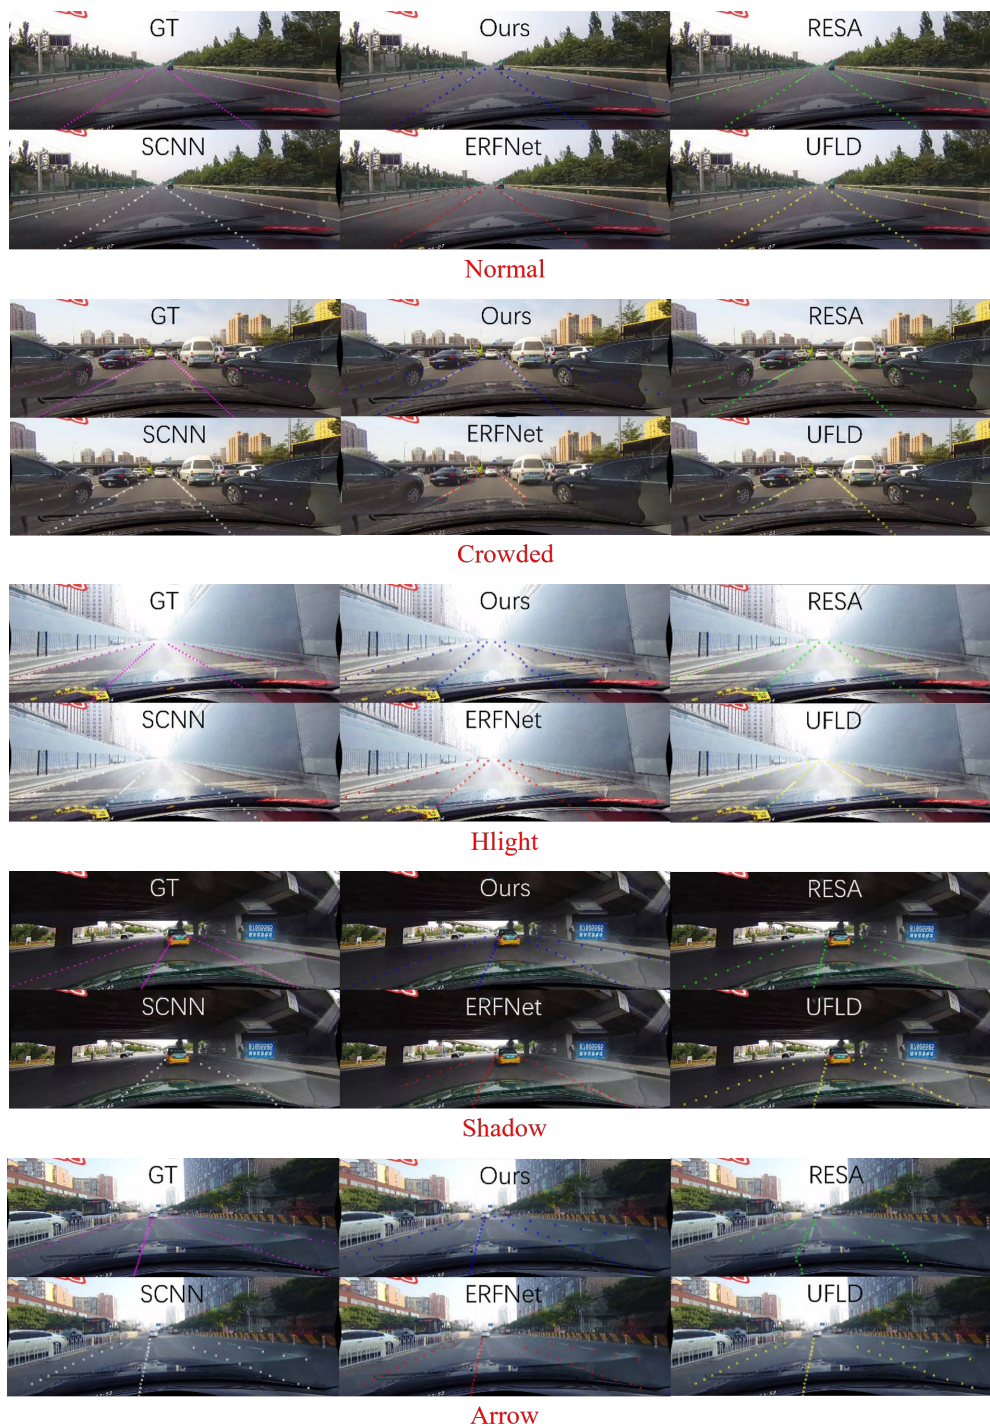 GT Ours RESA
SCNN ERFNet UFLD
Normal
GT Ours RESA
SCNN ERFNet UFLD
Crowded
GT Ours RESA
SCNN ERFNet UFLD
Hlight
GT Ours RESA
SCNN ERFNet UFLD
Shadow
GT Ours RESA
SCNN ERFNet UFLD
Arrow